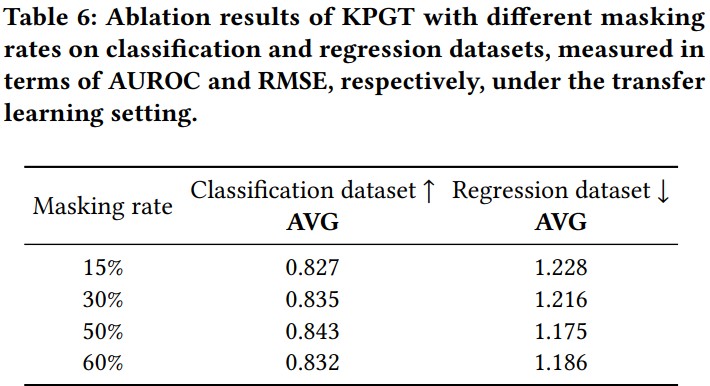 Table 6: Ablation results of KPGT with different masking
rates on classification and regression datasets, measured in
terms of AUROC and RMSE, respectively, under the transfer
learning setting.
Masking rate Classification dataset ↑ Regression dataset ↓
AVG AVG
15% 0.827 1.228
30% 0.835 1.216
50% 0.843 1.175
60% 0.832 1.186